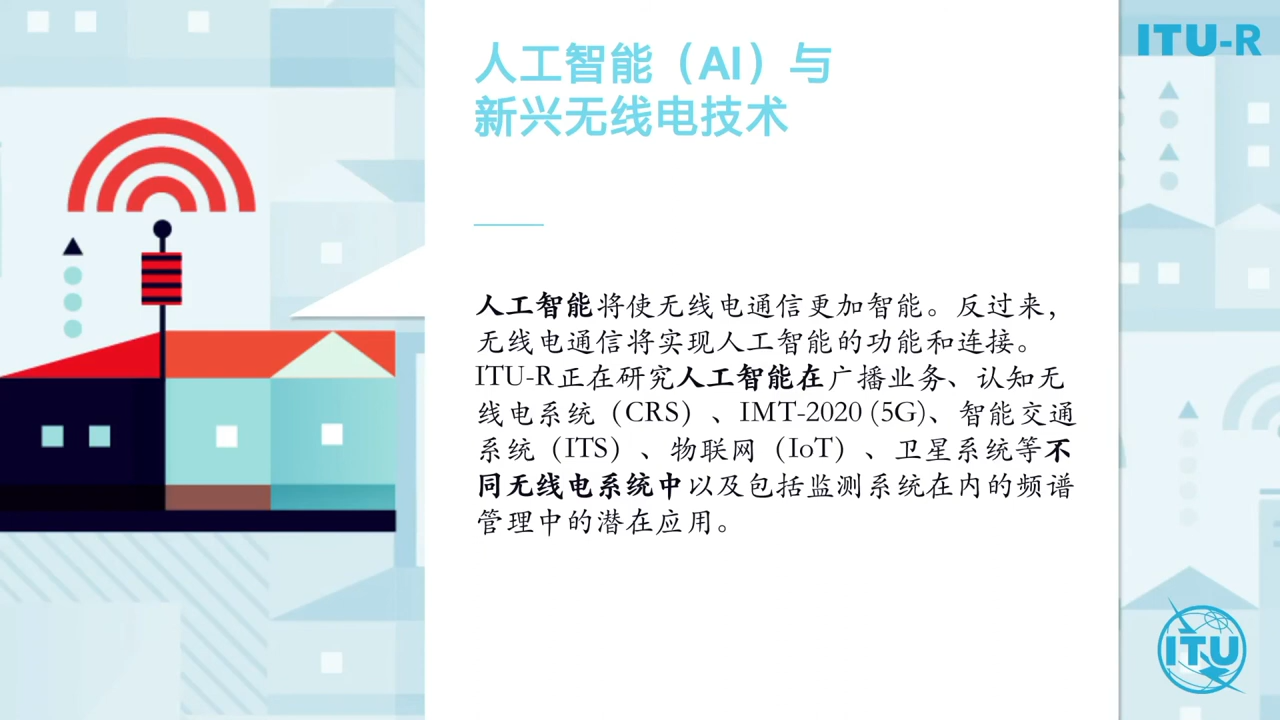 ITU-R
人工智能（AI）与
新兴无线电技术
人工智能将使无线电通信更加智能。反过来，
无线电通信将实现人工智能的功能和连接。
ITU-R正在研究人工智能在广播业务、认知无
线电系统（CRS）、IMT-2020 (5G)、智能交通
系统（ITS）、物联网（IoT）、卫星系统等不
同无线电系统中以及包括监测系统在内的频谱
管理中的潜在应用。
ITU